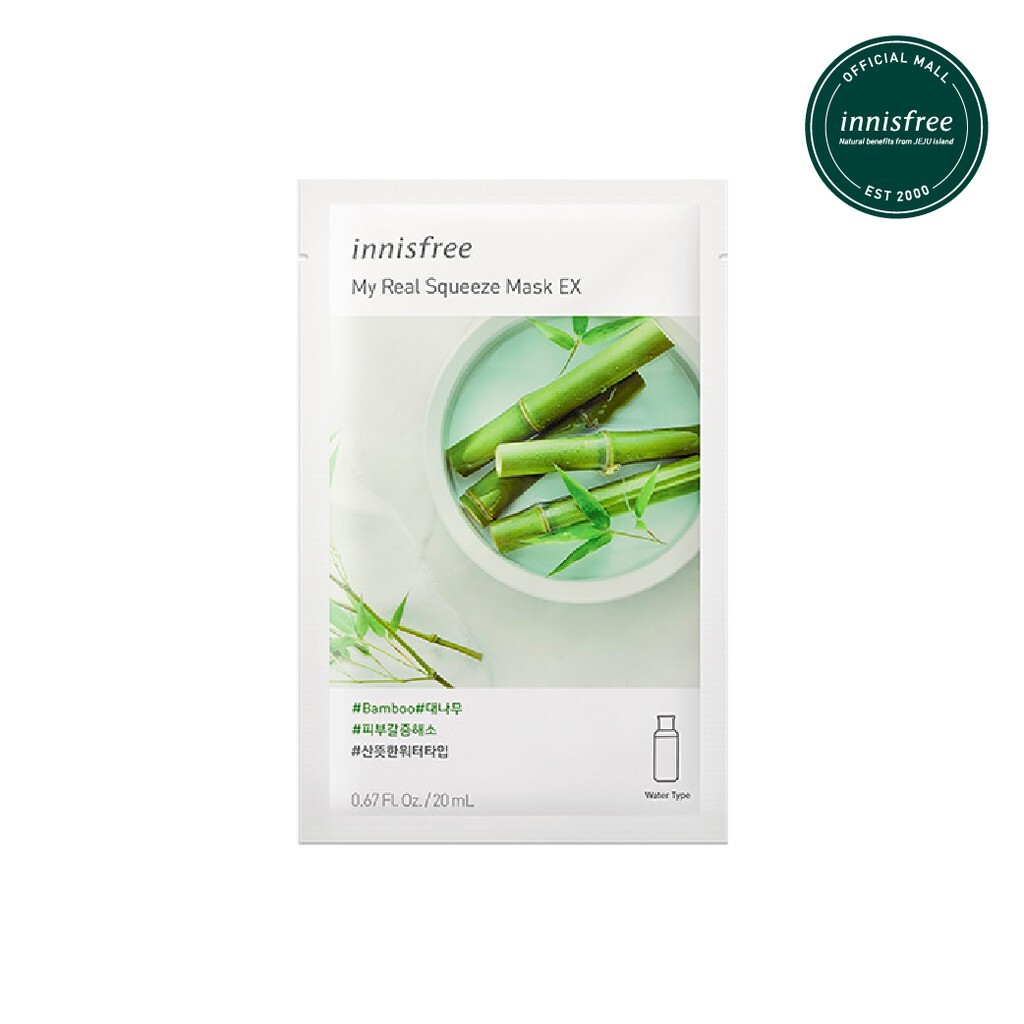 OFFICIAL MALL
innisfree
Natural benefits from JEJU island
EST 2000
innisfree
My Real Squeeze Mask EX
#Bamboo#대나무
#피부갈증해소
#산뜻한워터타입
0.67 Fl. Oz. / 20 mL
Water Type